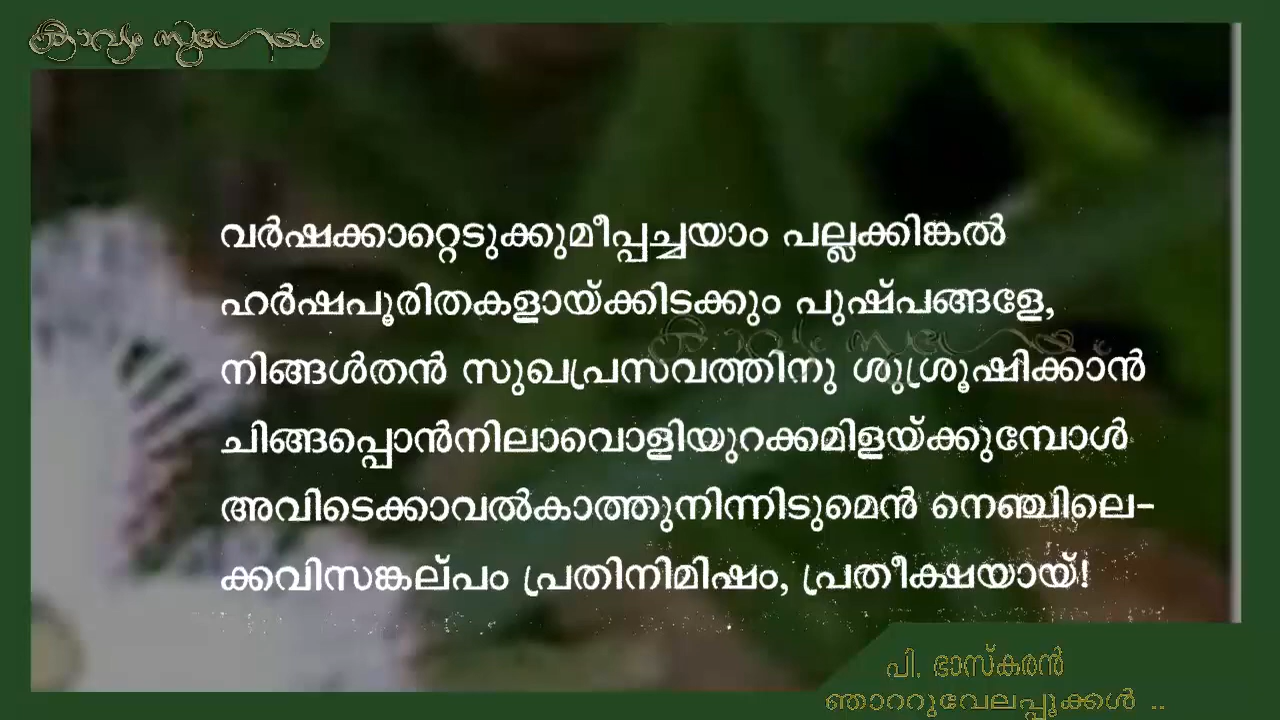 കാവ്യം സുഗേയം
വർഷക്കാറ്റെടുക്കുമീപ്പച്ചയാം പല്ലക്കിങ്കൽ
ഹർഷപൂരിതകളായ്ക്കിടക്കും പുഷ്പങ്ങളേ,
കാവ്യം സുഗേയം
നിങ്ങൾതൻ സുഖപ്രസവത്തിനു ശുശ്രൂഷിക്കാൻ
ചിങ്ങപ്പൊൻനിലാവൊളിയുറക്കമിളയ്ക്കുമ്പോൾ
അവിടെക്കാവൽകാത്തുനിന്നിടുമെൻ നെഞ്ചിലെ–
ക്കവിസങ്കല്പം പ്രതിനിമിഷം, പ്രതീക്ഷയായ്!
പി. ഭാസ്കരൻ
ഞാററുവേലപ്പൂക്കൾ ..